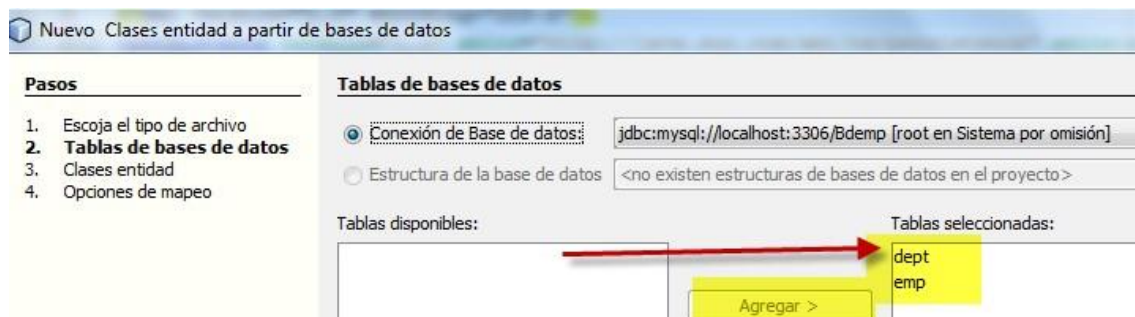 Nuevo Clases entidad a partir de bases de datos
Pasos
1. Escoja el tipo de archivo
2. Tablas de bases de datos
3. Clases entidad
4. Opciones de mapeo
Tablas de bases de datos
Conexión de Base de datos: jdbc:mysql://localhost:3306/Bdemp [root en Sistema por omisión]
Estructura de la base de datos <no existen estructuras de bases de datos en el proyecto>
Tablas disponibles:
Agregar >
Tablas seleccionadas:
dept
emp